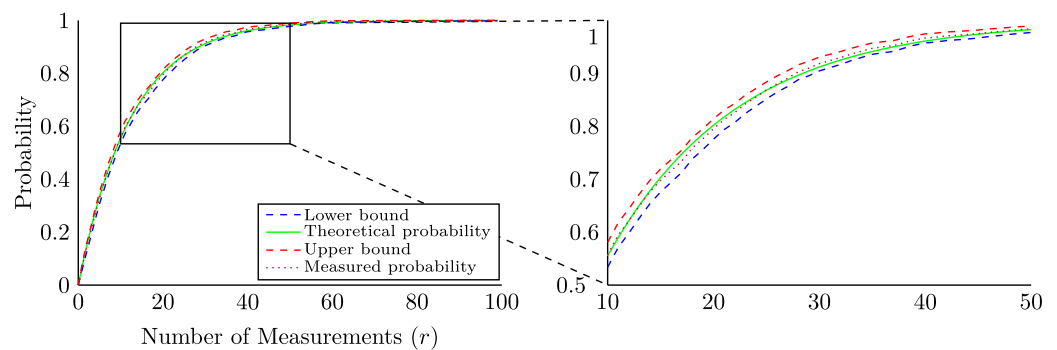 1
0.8
0.6
0.4
0.2
0
0 20 40 60 80 100
Probability
Number of Measurements (r)
Lower bound
Theoretical probability
Upper bound
Measured probability
1
0.9
0.8
0.7
0.6
0.5
10 20 30 40 50